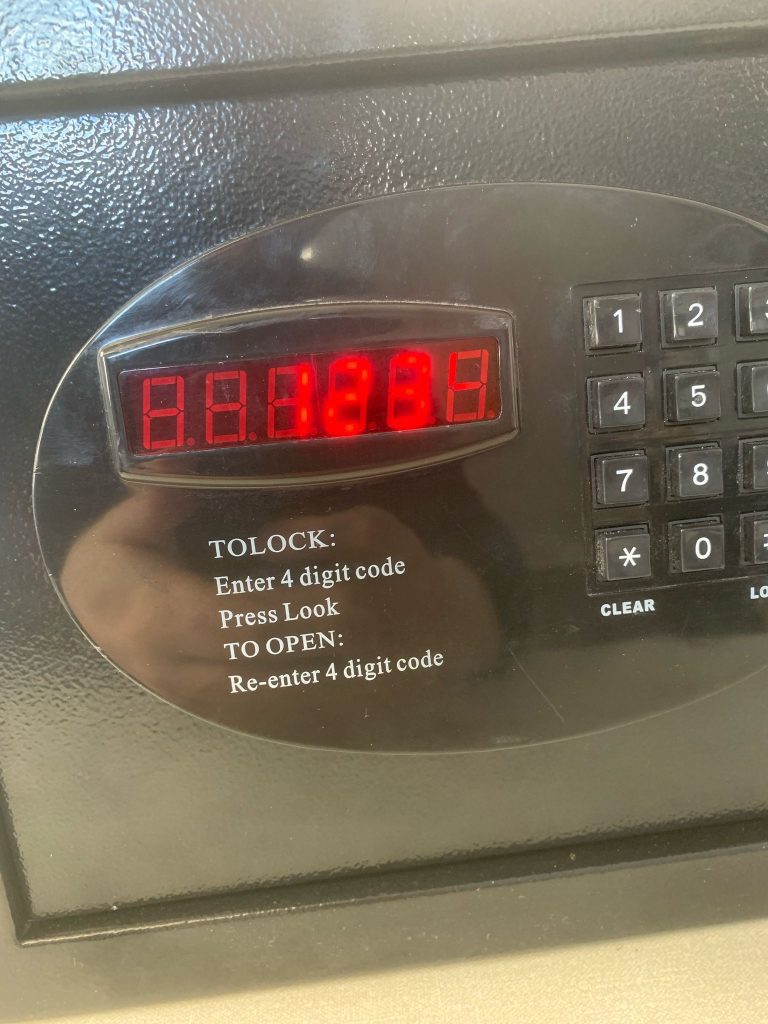 1 2
4 5
7 8
* 0
CLEAR
TOLOCK:
Enter 4 digit code
Press Look
TO OPEN:
Re-enter 4 digit code